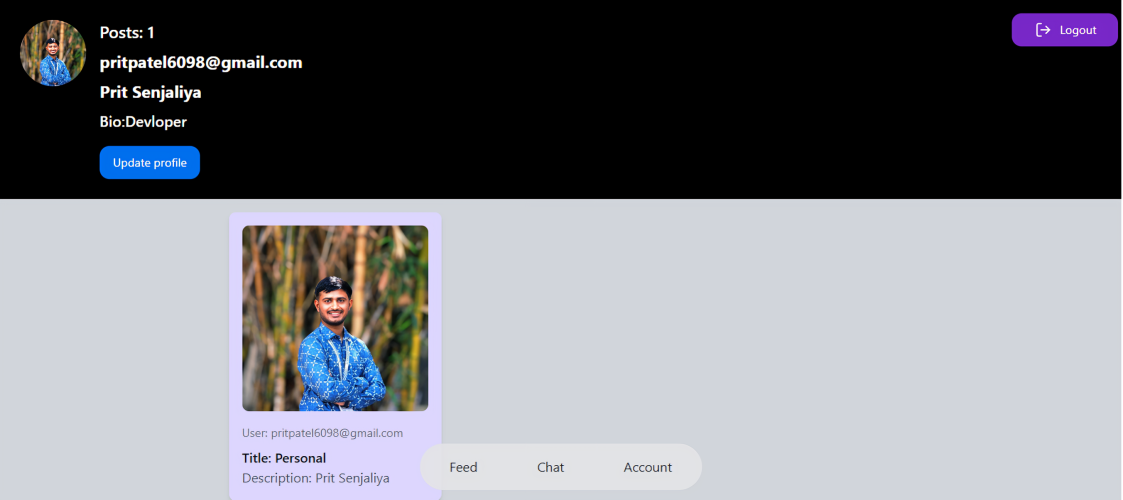 Posts: 1
pritpatel6098@gmail.com
Prit Senjaliya
Bio:Devloper
Update profile
Logout
User: pritpatel6098@gmail.com
Title: Personal
Description: Prit Senjaliya
Feed
Chat
Account